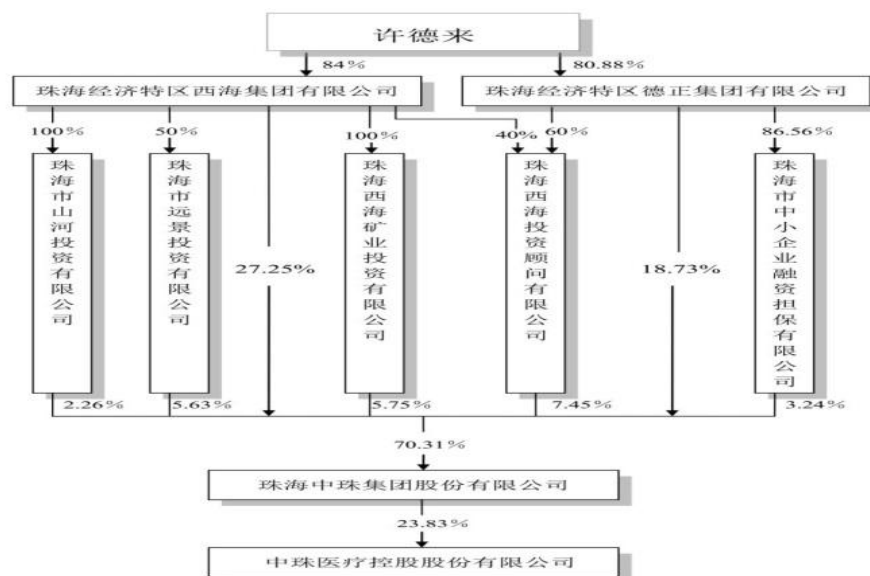 许德来
84%
80.88%
珠海经济特区西海集团有限公司
珠海经济特区德正集团有限公司
100%
50%
100%
40%
60%
86.56%
珠海市山河投资有限公司
珠海市远景投资有限公司
27.25%
珠海西海矿业投资有限公司
珠海西海投资顾问有限公司
18.73%
珠海市中小企业融资担保有限公司
2.26%
5.63%
5.75%
7.45%
3.24%
70.31%
珠海中珠集团股份有限公司
23.83%
中珠医疗控股股份有限公司